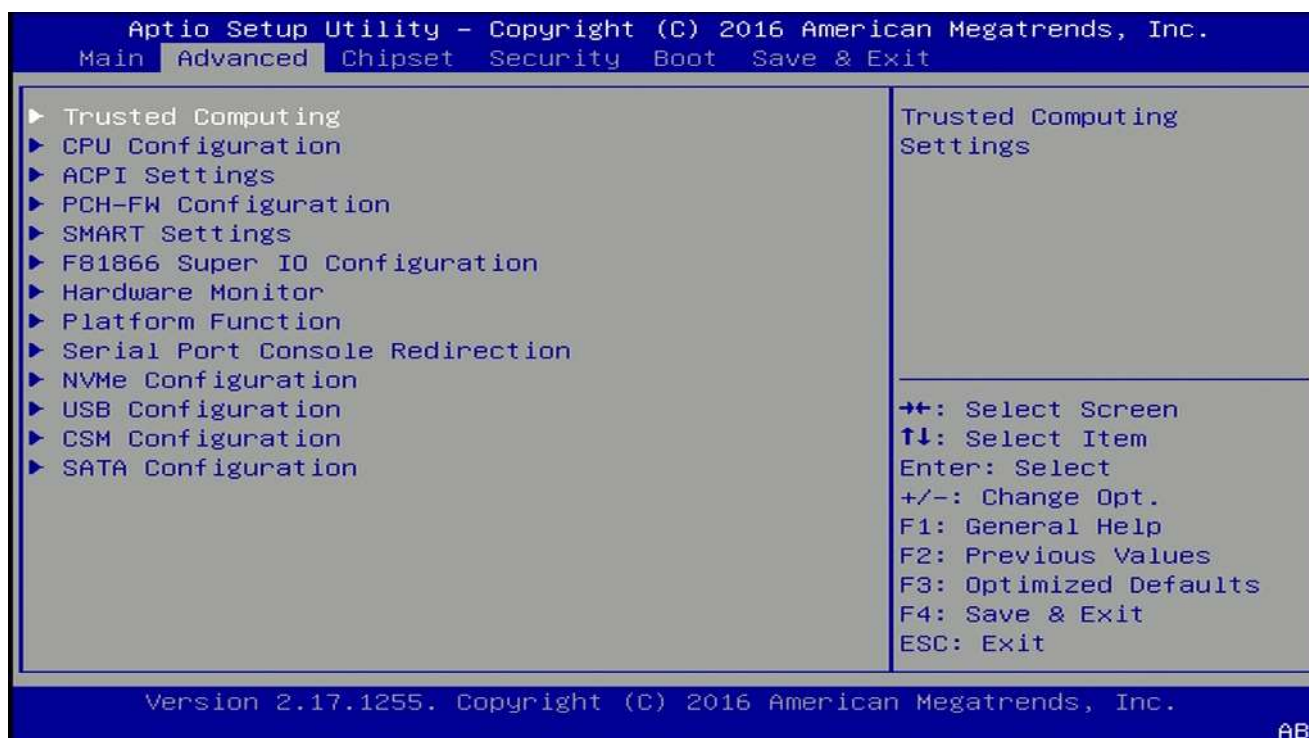 Aptio Setup Utility – Copyright (C) 2016 American Megatrends, Inc.
Main Advanced Chipset Security Boot Save & Exit
► Trusted Computing
► CPU Configuration
► ACPI Settings
► PCH-FW Configuration
► SMART Settings
► F81866 Super IO Configuration
► Hardware Monitor
► Platform Function
► Serial Port Console Redirection
► NVMe Configuration
► USB Configuration
► CSM Configuration
► SATA Configuration
Trusted Computing
Settings
→←: Select Screen
↑↓: Select Item
Enter: Select
+/-: Change Opt.
F1: General Help
F2: Previous Values
F3: Optimized Defaults
F4: Save & Exit
ESC: Exit
Version 2.17.1255. Copyright (C) 2016 American Megatrends, Inc.
AB